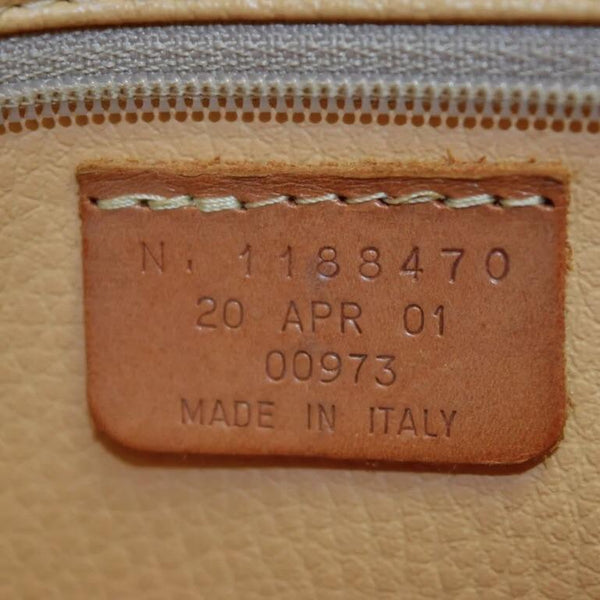 N. 1188470
20 APR 01
00973
MADE IN ITALY